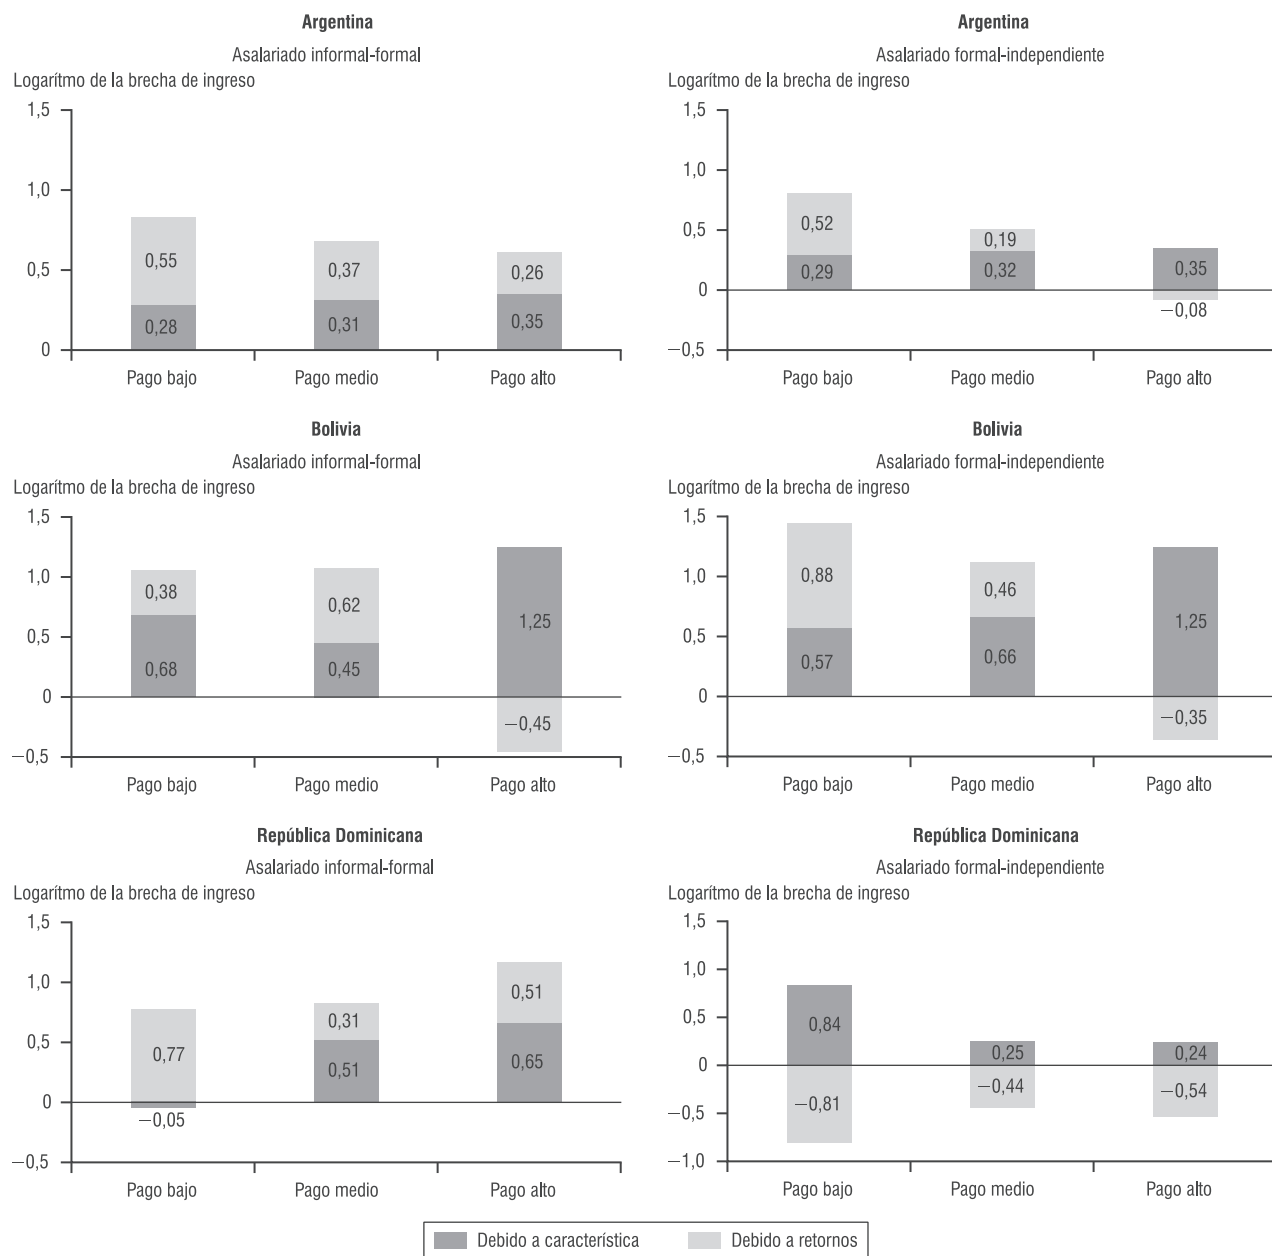 Argentina
Asalariado informal-formal
Logarítmo de la brecha de ingreso
1,5
1,0
0,5
0
0,55
0,28
0,37
0,31
0,26
0,35
Pago bajo Pago medio Pago alto
Argentina
Asalariado formal-independiente
Logarítmo de la brecha de ingreso
1,5
1,0
0,5
0
−0,5
0,52
0,29
0,19
0,32
0,35
−0,08
Pago bajo Pago medio Pago alto
Bolivia
Asalariado informal-formal
Logarítmo de la brecha de ingreso
1,5
1,0
0,5
0
−0,5
0,38
0,68
0,62
0,45
1,25
−0,45
Pago bajo Pago medio Pago alto
Bolivia
Asalariado formal-independiente
Logarítmo de la brecha de ingreso
1,5
1,0
0,5
0
−0,5
0,88
0,57
0,46
0,66
1,25
−0,35
Pago bajo Pago medio Pago alto
República Dominicana
Asalariado informal-formal
Logarítmo de la brecha de ingreso
1,5
1,0
0,5
0
−0,5
0,77
−0,05
0,31
0,51
0,51
0,65
Pago bajo Pago medio Pago alto
República Dominicana
Asalariado formal-independiente
Logarítmo de la brecha de ingreso
1,5
1,0
0,5
0
−0,5
−1,0
0,84
−0,81
0,25
−0,44
0,24
−0,54
Pago bajo Pago medio Pago alto
Debido a característica Debido a retornos